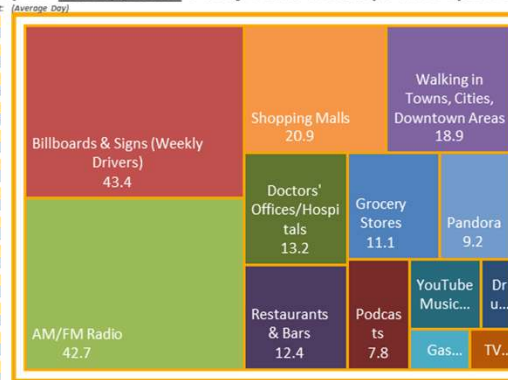 (Average Day)
Billboards & Signs (Weekly
Drivers)
43.4
Shopping Malls
20.9
Walking in
Towns, Cities,
Downtown Areas
18.9
Doctors'
Offices/Hospi
tals
13.2
Grocery
Stores
11.1
Pandora
9.2
AM/FM Radio
42.7
Restaurants
& Bars
12.4
Podcas
ts
7.8
YouTube
Music...
Dr
u...
Gas...
TV...